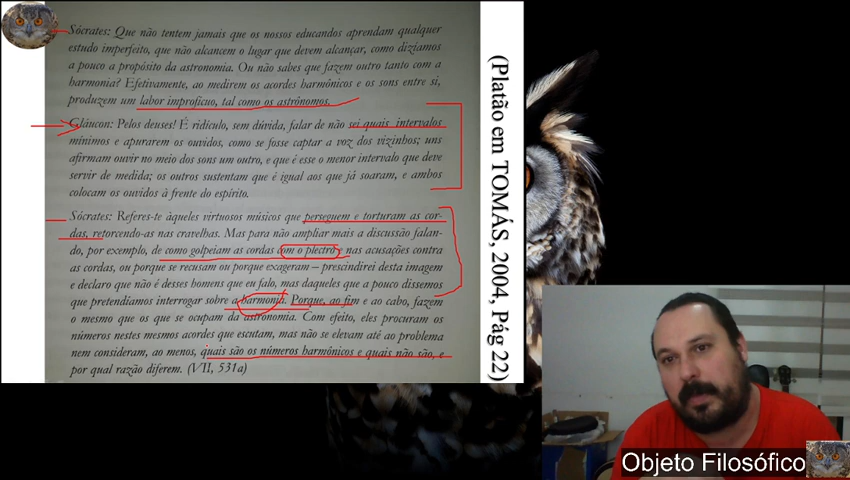 Sócrates: Que não tentem jamais que os nossos educandos aprendam qualquer
estudo imperfeito, que não alcancem o lugar que devem alcançar, como dizíamos
a pouco a propósito da astronomia. Ou não sabes que fazem outro tanto com a
harmonia? Efetivamente, ao medirem os acordes harmônicos e os sons entre si,
produzem um labor improfícuo, tal como os astrônomos.
Gláucon: Pelos deuses! É ridículo, sem dúvida, falar de não sei quais intervalos
mínimos e apurarem os ouvidos, como se fosse captar a voz dos vizinhos; uns
afirmam ouvir no meio dos sons um outro, e que é esse o menor intervalo que deve
servir de medida; os outros sustentam que é igual aos que já soaram, e ambos
colocam os ouvidos à frente do espírito.
Sócrates: Referes-te àqueles virtuosos músicos que perseguem e torturam as cor-
das, retorcendo-as nas cravelhas. Mas para não ampliar mais a discussão falan-
do, por exemplo, de como golpeiam as cordas com o plectro e nas acusações contra
as cordas, ou porque se recusam ou porque exageram – prescindirei desta imagem
e declaro que não é desses homens que eu falo, mas daqueles que a pouco dissemos
que pretendíamos interrogar sobre a harmonia. Porque, ao fim e ao cabo, fazem
o mesmo que os que se ocupam da astronomia. Com efeito, eles procuram os
números nestes mesmos acordes que escutam, mas não se elevam até ao problema
nem consideram, ao menos, quais são os números harmônicos e quais não são, e
por qual razão diferem. (VII, 531a)
(Platão em TOMÁS, 2004, Pág 22)
Objeto Filosófico